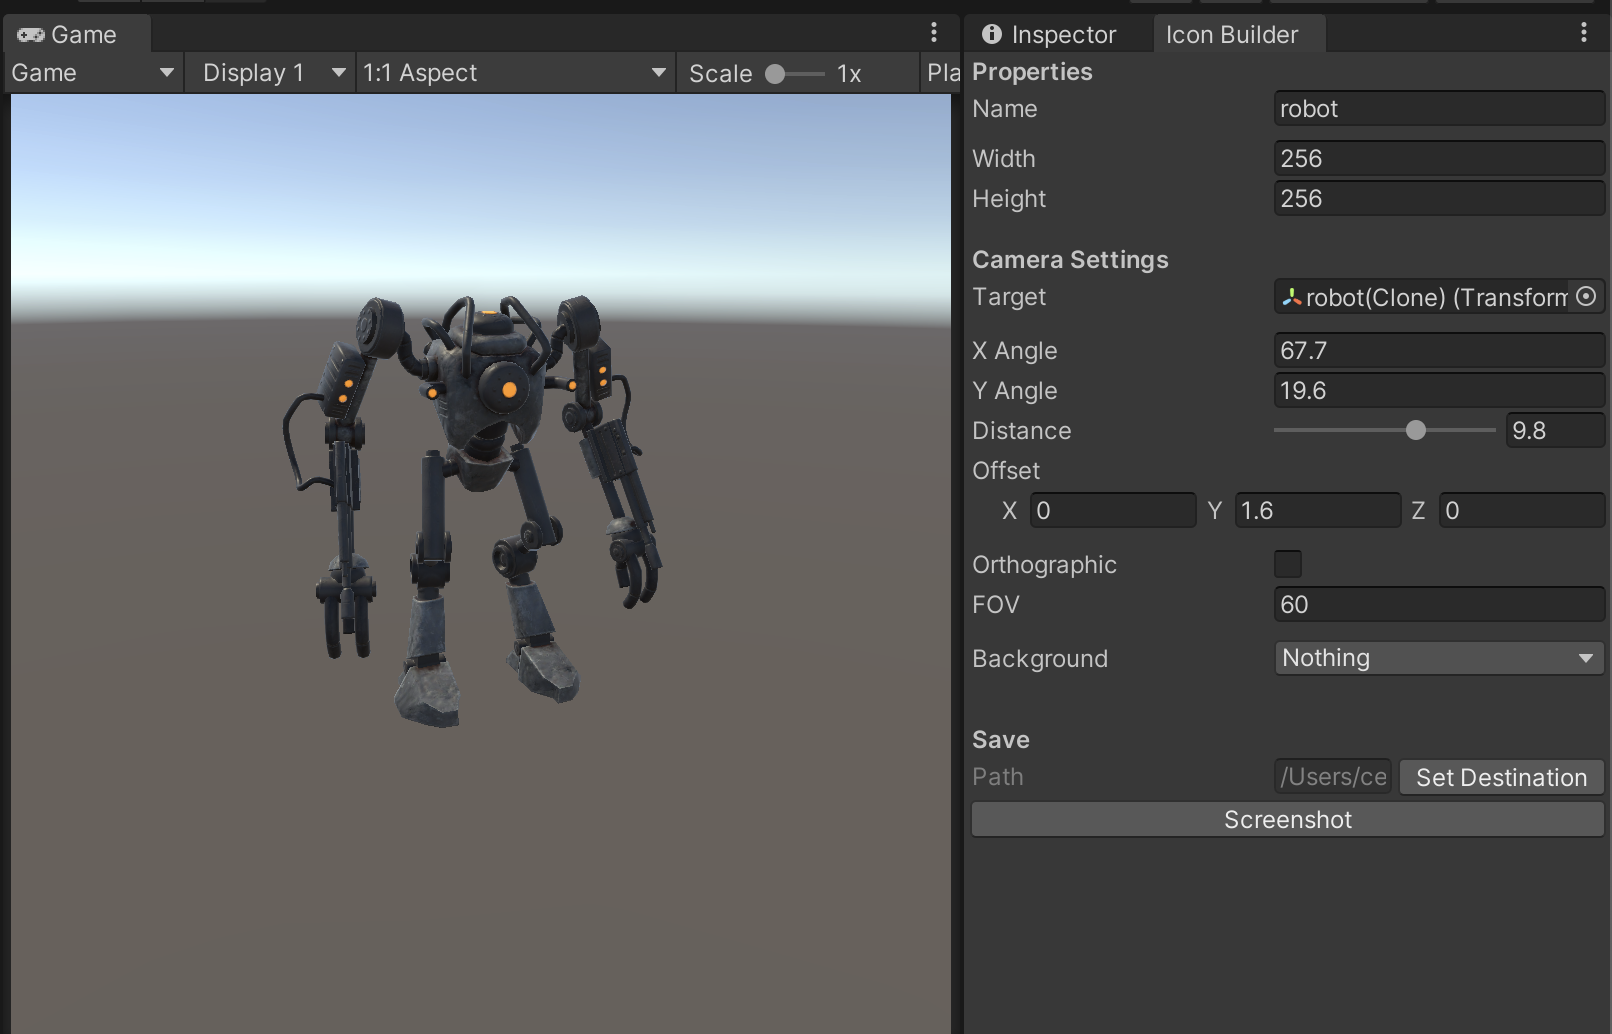 Game
Game Display 1 1:1 Aspect Scale 1x Pla
Inspector Icon Builder
Properties
Name robot
Width 256
Height 256
Camera Settings
Target robot(Clone) (Transform
X Angle 67.7
Y Angle 19.6
Distance 9.8
Offset
X 0 Y 1.6 Z 0
Orthographic
FOV 60
Background Nothing
Save
Path /Users/ce Set Destination
Screenshot